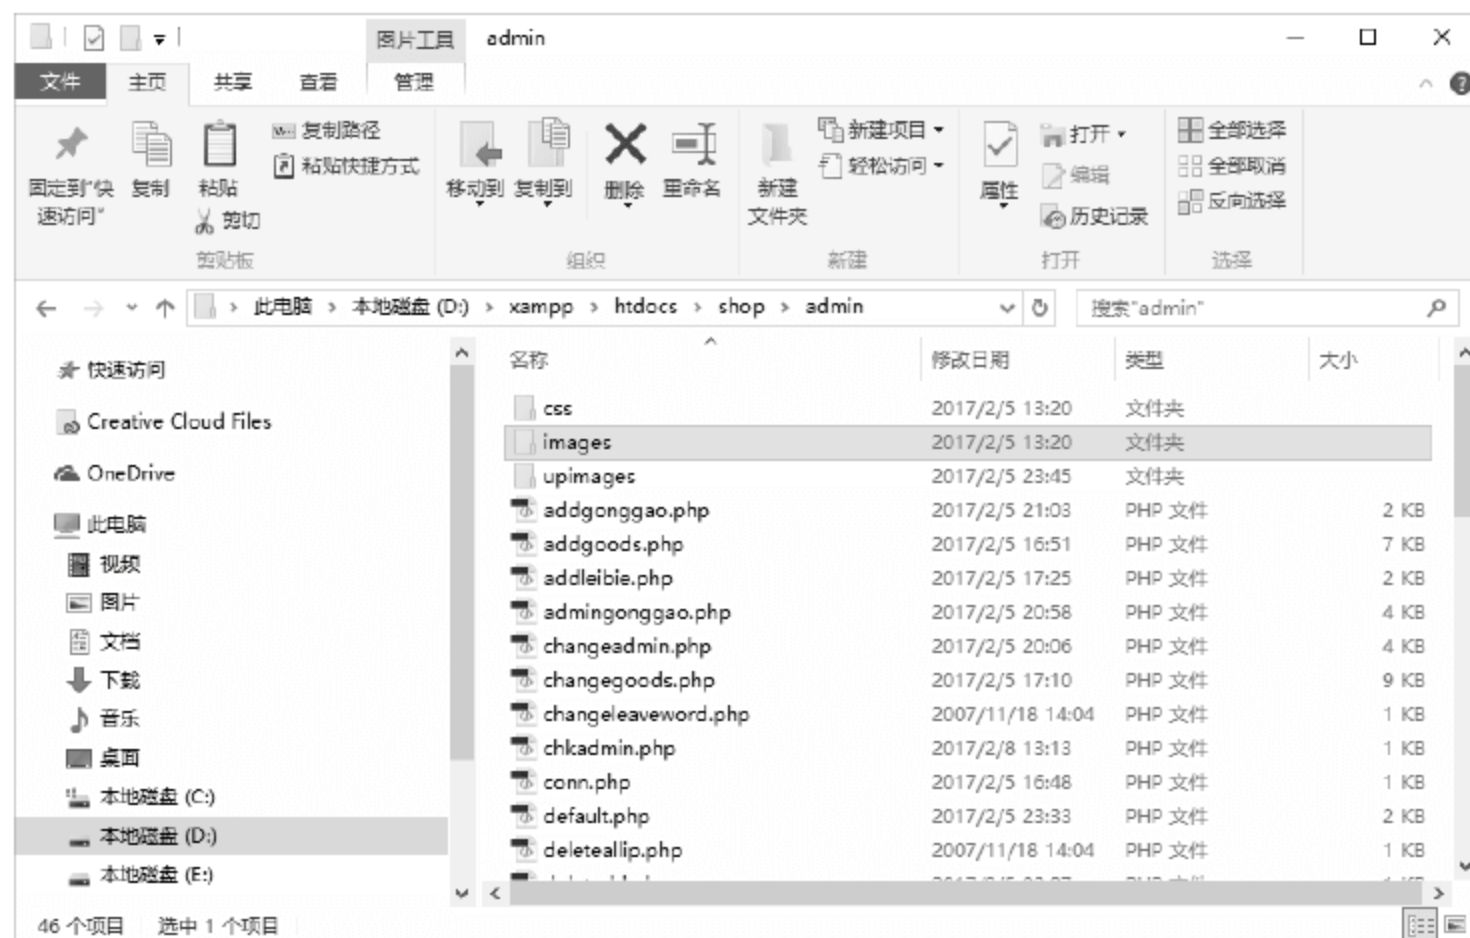 图片工具 admin
文件 主页 共享 查看 管理
固定到"快速访问" 复制 粘贴 剪切 复制路径 粘贴快捷方式
剪贴板
移动到 复制到 删除 重命名
组织
新建文件夹 新建项目 轻松访问
新建
属性 打开 编辑 历史记录
打开
全部选择 全部取消 反向选择
选择
此电脑 > 本地磁盘 (D:) > xampp > htdocs > shop > admin 搜索"admin"
快速访问
Creative Cloud Files
OneDrive
此电脑
视频
图片
文档
下载
音乐
桌面
本地磁盘 (C:)
本地磁盘 (D:)
本地磁盘 (E:)
名称 修改日期 类型 大小
css 2017/2/5 13:20 文件夹
images 2017/2/5 13:20 文件夹
upimages 2017/2/5 23:45 文件夹
addgonggao.php 2017/2/5 21:03 PHP 文件 2 KB
addgoods.php 2017/2/5 16:51 PHP 文件 7 KB
addleibie.php 2017/2/5 17:25 PHP 文件 2 KB
admingonggao.php 2017/2/5 20:58 PHP 文件 4 KB
changeadmin.php 2017/2/5 20:06 PHP 文件 4 KB
changegoods.php 2017/2/5 17:10 PHP 文件 9 KB
changeleaveword.php 2007/11/18 14:04 PHP 文件 1 KB
chkadmin.php 2017/2/8 13:13 PHP 文件 1 KB
conn.php 2017/2/5 16:48 PHP 文件 1 KB
default.php 2017/2/5 23:33 PHP 文件 2 KB
deleteallip.php 2007/11/18 14:04 PHP 文件 1 KB
46 个项目 选中 1 个项目